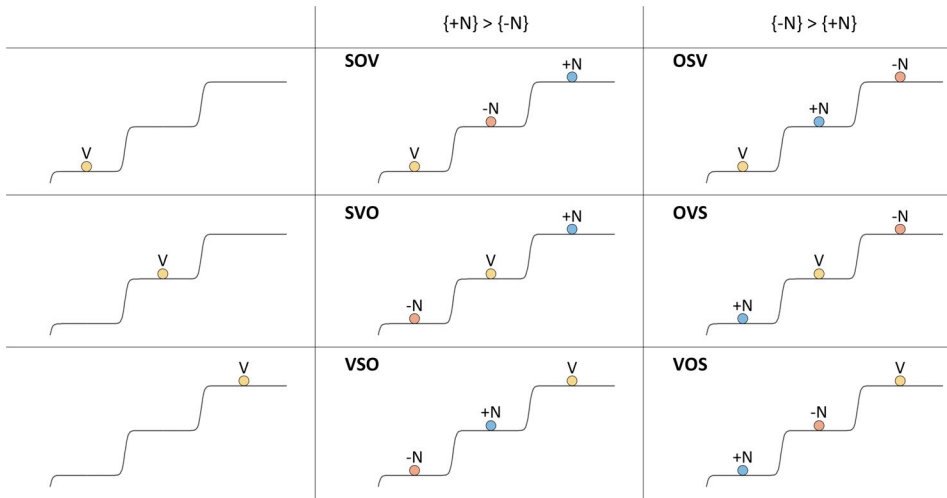 {+N} > {-N}
{-N} > {+N}
V
SOV
+N
-N
V
OSV
-N
+N
V
V
SVO
+N
V
-N
OVS
-N
V
+N
V
VSO
V
+N
-N
VOS
V
-N
+N